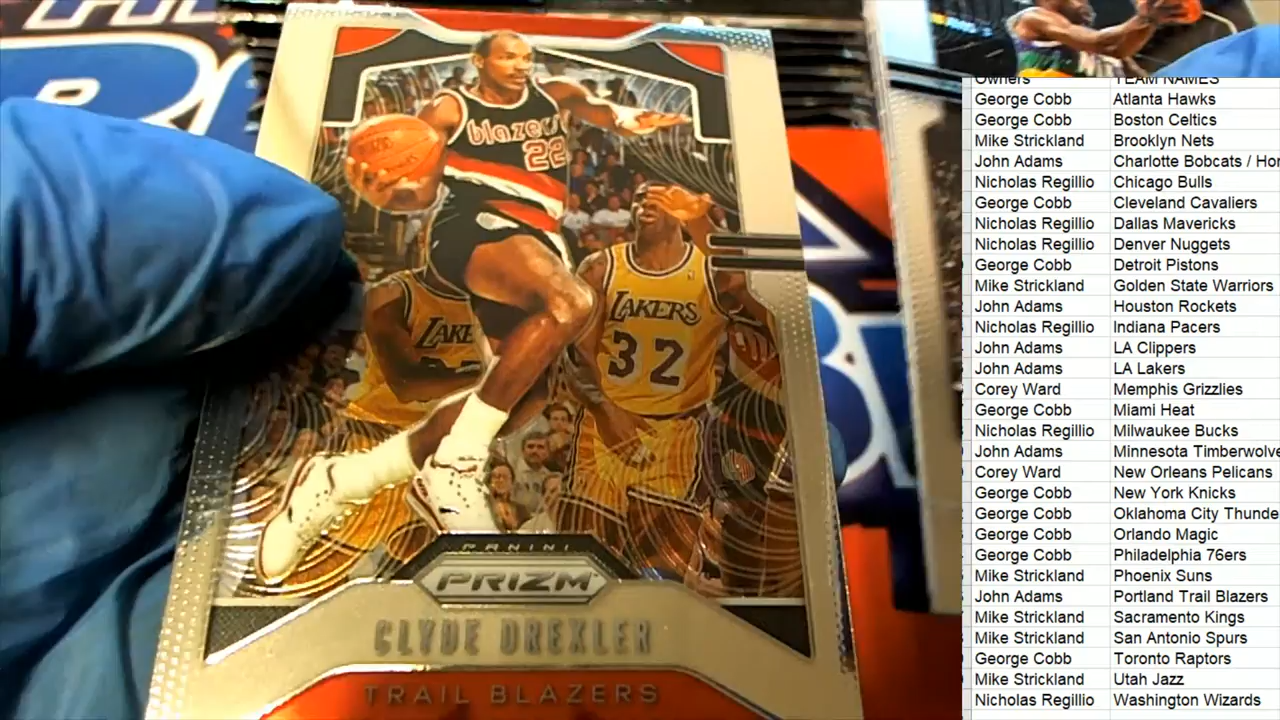 blazers
22
LAKE
LAKERS
32
PANINI
PRIZM
CLYDE DREXLER
TRAIL BLAZERS
Owners TEAM NAMES
George Cobb Atlanta Hawks
George Cobb Boston Celtics
Mike Strickland Brooklyn Nets
John Adams Charlotte Bobcats / Hor
Nicholas Regillio Chicago Bulls
George Cobb Cleveland Cavaliers
Nicholas Regillio Dallas Mavericks
Nicholas Regillio Denver Nuggets
George Cobb Detroit Pistons
Mike Strickland Golden State Warriors
John Adams Houston Rockets
Nicholas Regillio Indiana Pacers
John Adams LA Clippers
John Adams LA Lakers
Corey Ward Memphis Grizzlies
George Cobb Miami Heat
Nicholas Regillio Milwaukee Bucks
John Adams Minnesota Timberwolve
Corey Ward New Orleans Pelicans
George Cobb New York Knicks
George Cobb Oklahoma City Thunde
George Cobb Orlando Magic
George Cobb Philadelphia 76ers
Mike Strickland Phoenix Suns
John Adams Portland Trail Blazers
Mike Strickland Sacramento Kings
Mike Strickland San Antonio Spurs
George Cobb Toronto Raptors
Mike Strickland Utah Jazz
Nicholas Regillio Washington Wizards